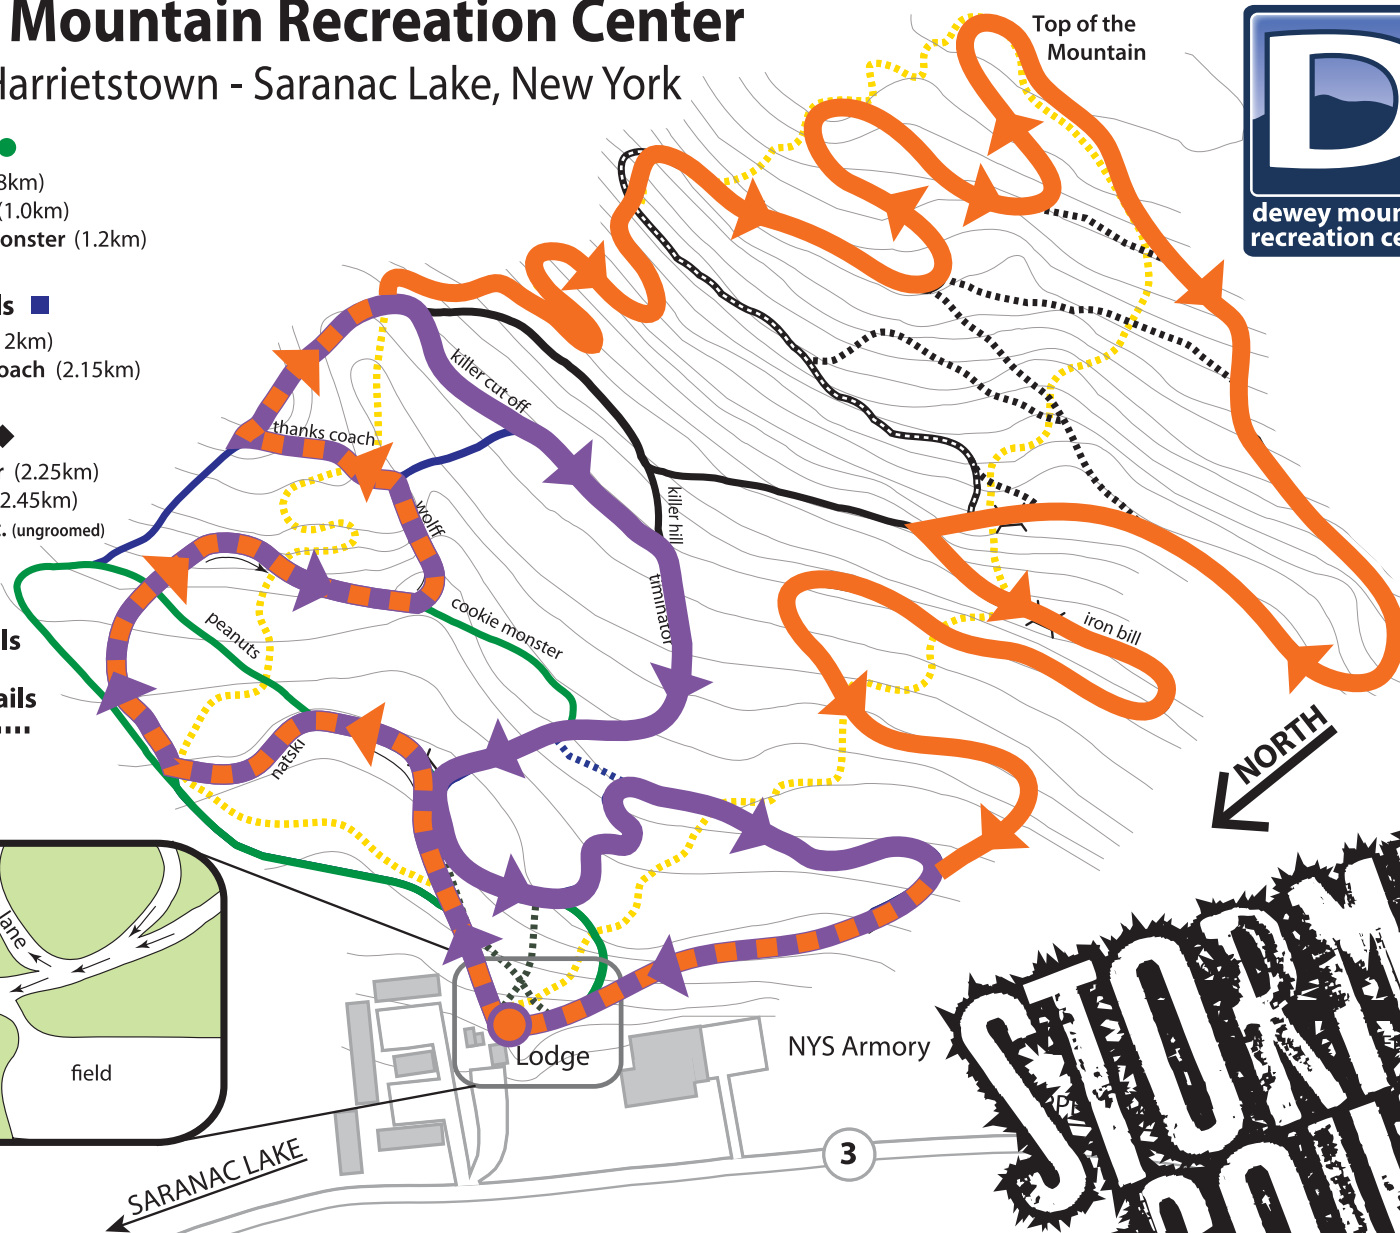 Mountain Recreation Center
Harrietstown - Saranac Lake, New York
Top of the
Mountain
dewey moun
recreation ce
8km)
(1.0km)
onster (1.2km)
ls
2km)
oach (2.15km)
r (2.25km)
2.45km)
(ungroomed)
ls
ails
killer cut off
thanks coach
wolff
killer hill
timinator
cookie monster
peanuts
natski
iron bill
NORTH
lane
field
Lodge
NYS Armory
3
SARANAC LAKE
STORM